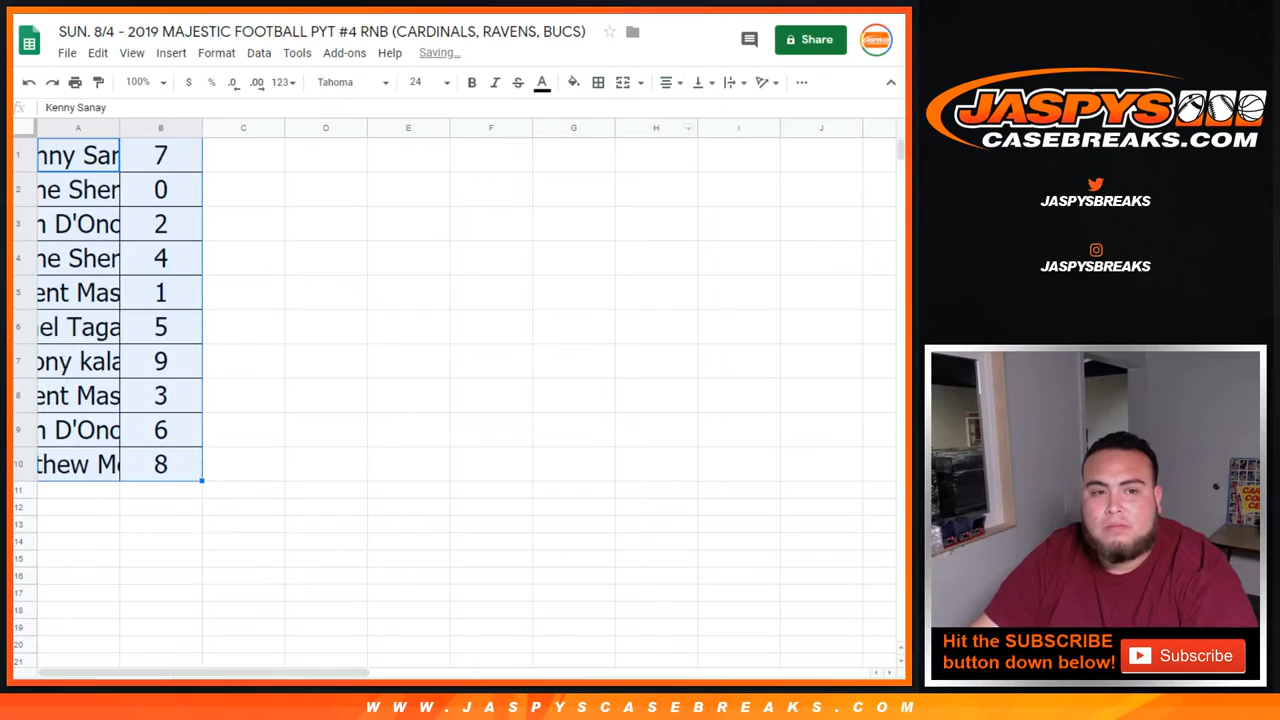 SUN. 8/4 - 2019 MAJESTIC FOOTBALL PYT #4 RNB (CARDINALS, RAVENS, BUCS)
File Edit View Insert Format Data Tools Add-ons Help Saving...
Share
100% $ % .0 .00 123 Tahoma 24 B I S A
fx Kenny Sanay
A B C D E F G H I J
1 nny Sar 7
2 ne Sher 0
3 n D'Ono 2
4 ne Sher 4
5 ent Mas 1
6 el Taga 5
7 ony kala 9
8 ent Mas 3
9 n D'Ono 6
10 thew Mc 8
11
12
13
14
15
16
17
18
19
20
21
JASPYS
CASEBREAKS.COM
JASPYSBREAKS
JASPYSBREAKS
Hit the SUBSCRIBE
button down below!
Subscribe
WWW.JASPYSCASEBREAKS.COM